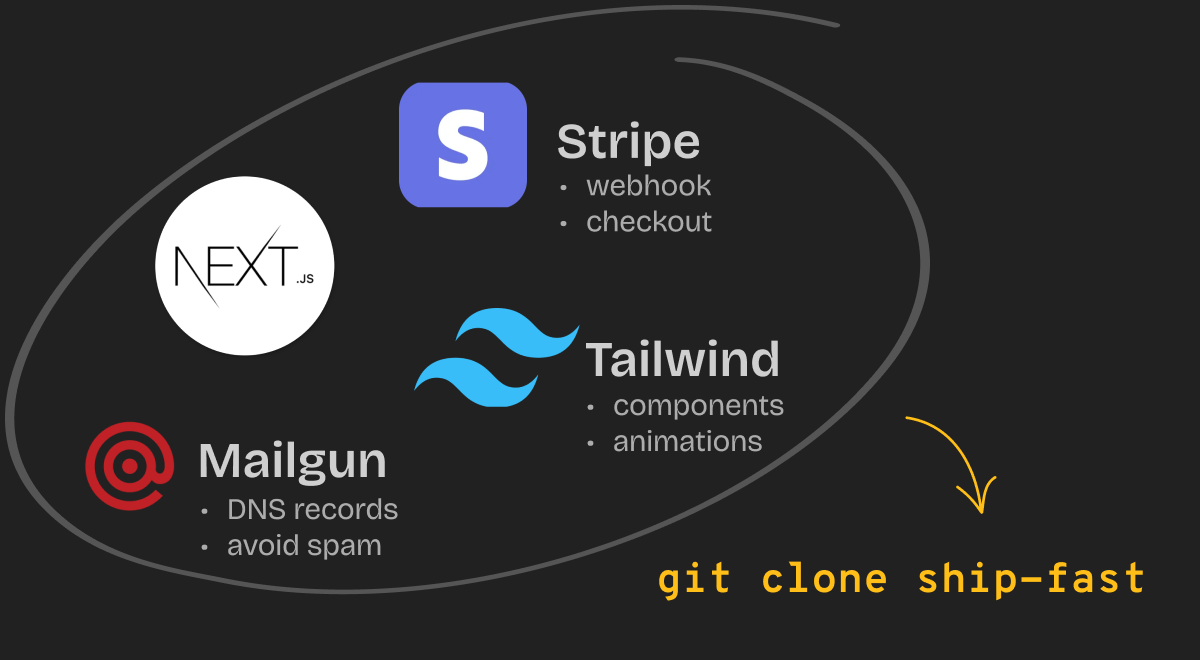 S
Stripe
• webhook
• checkout
NEXT.JS
Tailwind
• components
• animations
Mailgun
• DNS records
• avoid spam
git clone ship-fast